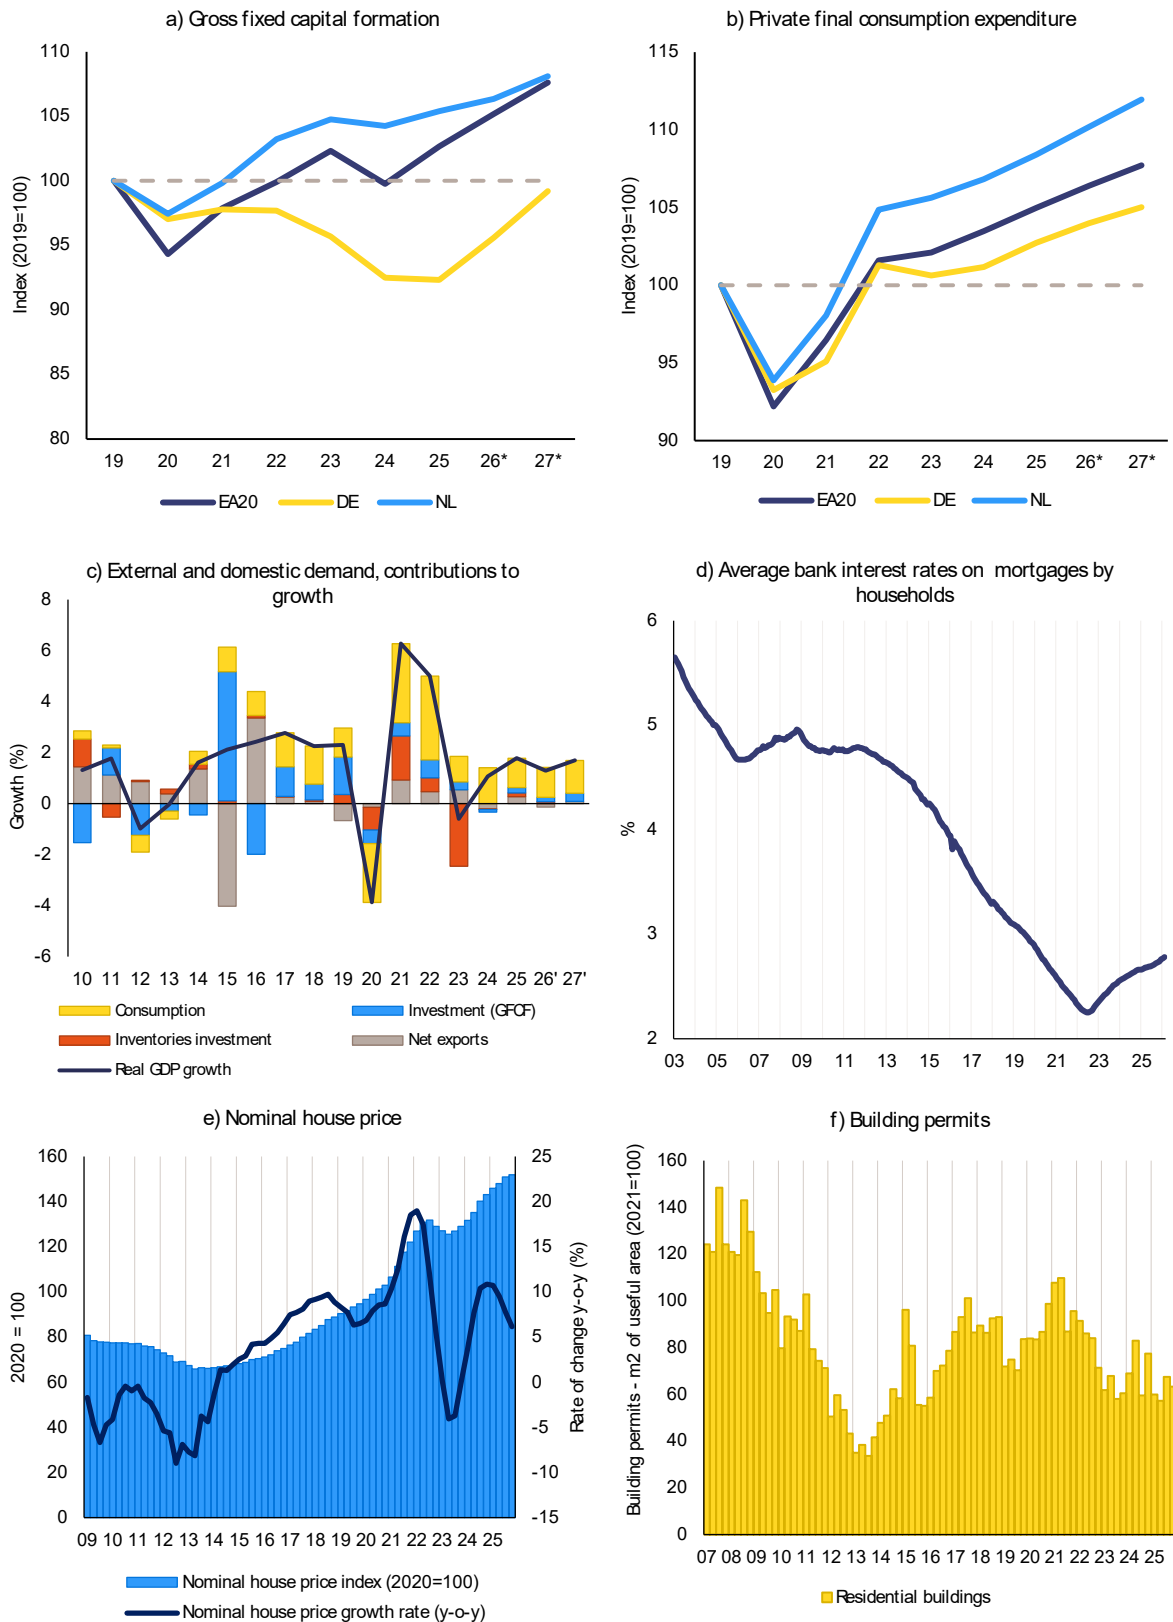 a) Gross fixed capital formation
110
105
100
95
90
85
80
Index (2019=100)
19 20 21 22 23 24 25 26* 27*
EA20 DE NL
b) Private final consumption expenditure
115
110
105
100
95
90
Index (2019=100)
19 20 21 22 23 24 25 26* 27*
EA20 DE NL
c) External and domestic demand, contributions to
growth
8
6
4
2
0
-2
-4
-6
Growth (%)
10 11 12 13 14 15 16 17 18 19 20 21 22 23 24 25 26' 27'
Consumption Investment (GFCF)
Inventories investment Net exports
Real GDP growth
d) Average bank interest rates on mortgages by
households
6
5
4
3
2
%
03 05 07 09 11 13 15 17 19 21 23 25
e) Nominal house price
160
140
120
100
80
60
40
20
0
2020 = 100
25
20
15
10
5
0
-5
-10
-15
Rate of change y-o-y (%)
09 10 11 12 13 14 15 16 17 18 19 20 21 22 23 24 25
Nominal house price index (2020=100)
Nominal house price growth rate (y-o-y)
f) Building permits
160
140
120
100
80
60
40
20
0
Building permits - m2 of useful area (2021=100)
07 08 09 10 11 12 13 14 15 16 17 18 19 20 21 22 23 24 25
Residential buildings